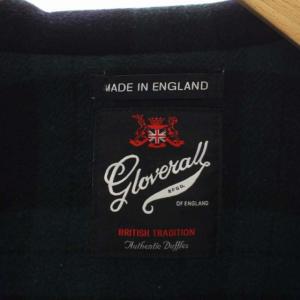 MADE IN ENGLAND
Gloverall
REGD.
OF ENGLAND
BRITISH TRADITION
Authentic Duffles